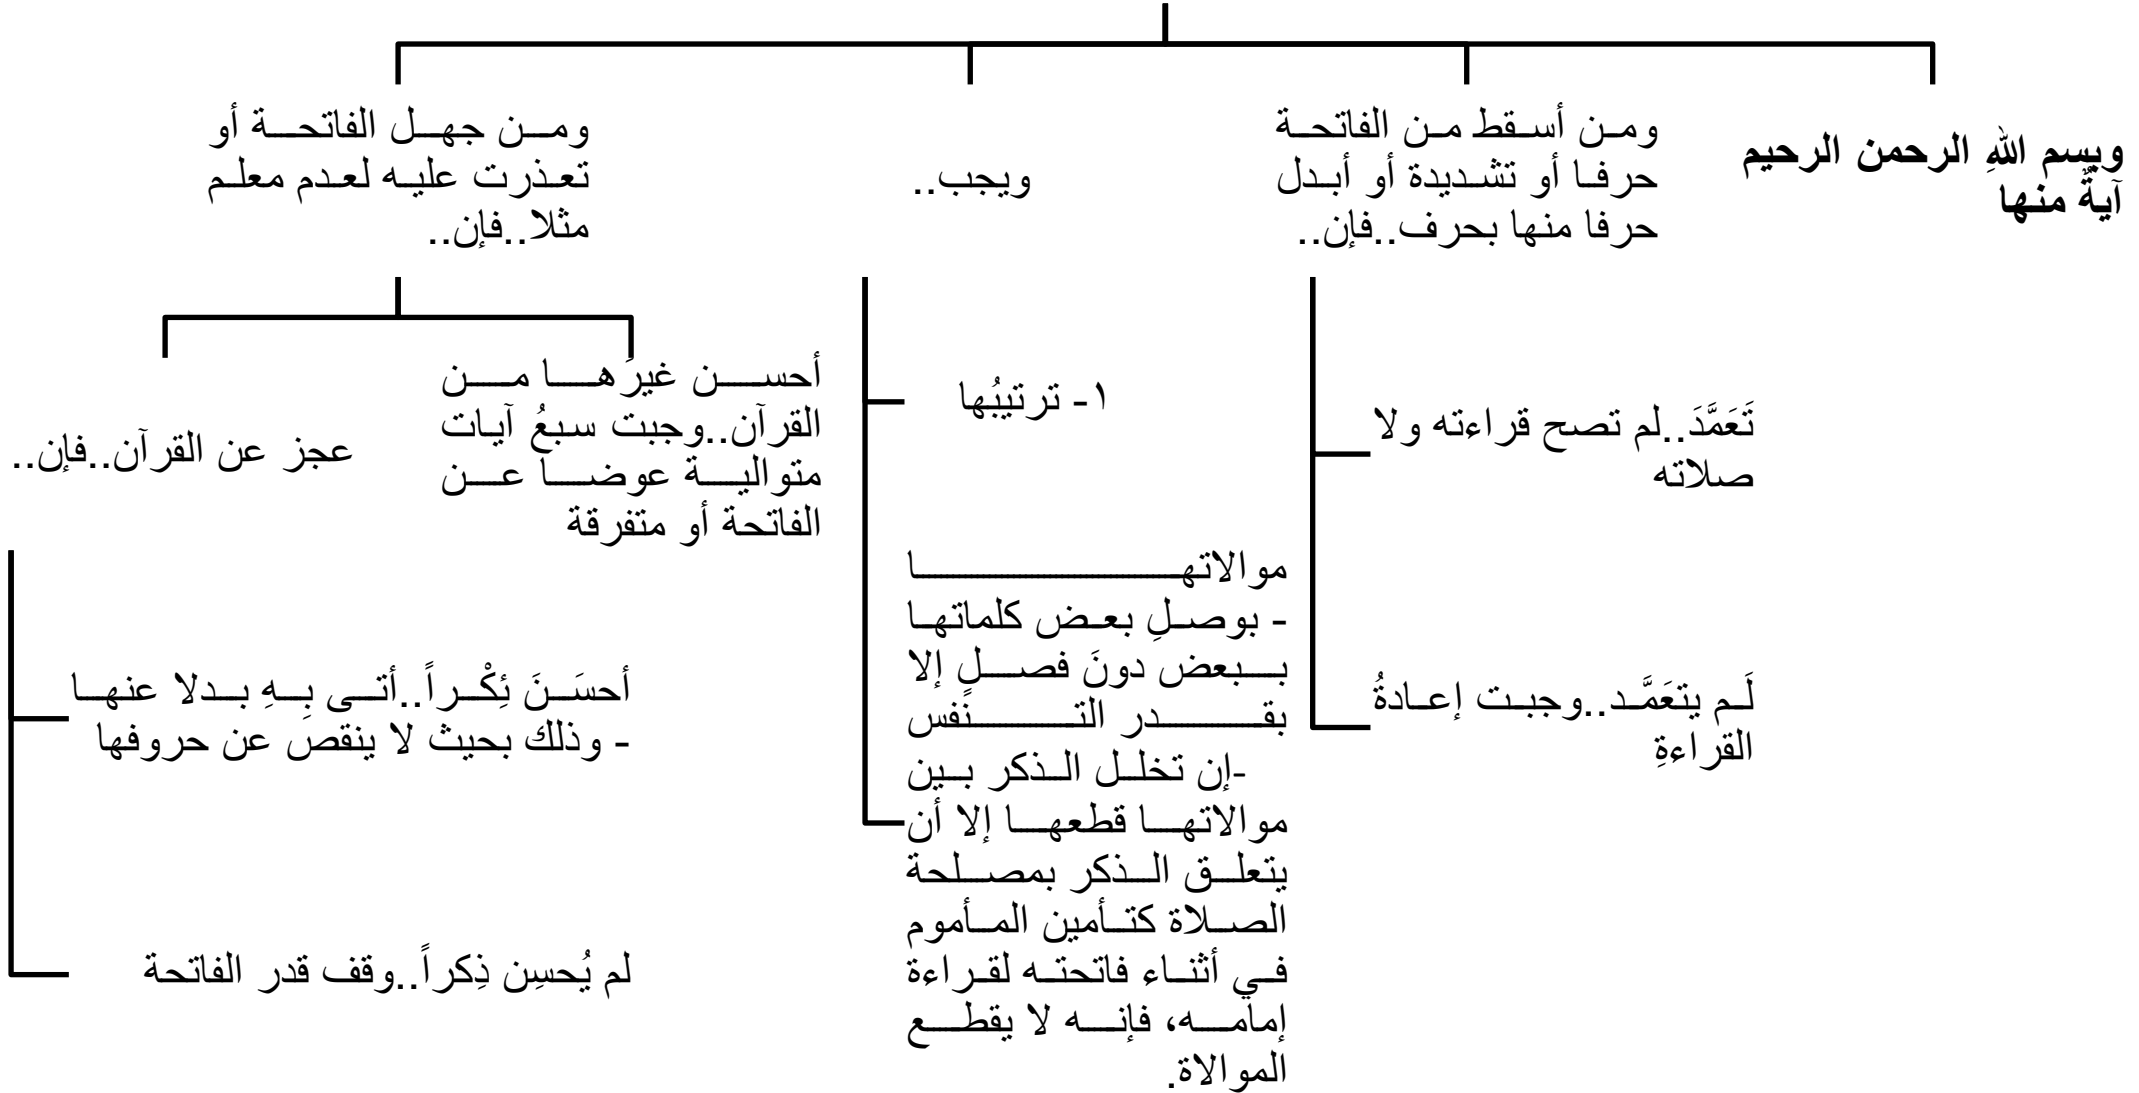 وبسم اللهِ الرحمن الرحيم
آيةٌ منها
ومن أسقط من الفاتحة
حرفا أو تشديدة أو أبدل
حرفا منها بحرف..فإن..
تَعَمَّدَ..لم تصح قراءته ولا
صلاته
لَم يتعَمَّد..وجبت إعادةُ
القراءةِ
ويجب..
١- ترتيبُها
موالاتها
- بوصلِ بعض كلماتها
ببعض دونَ فصلٍ إلا
بقدر التنفس
-إن تخلل الذكر بين
موالاتها قطعها إلا أن
يتعلق الذكر بمصلحة
الصلاة كتأمين المأموم
في أثناء فاتحته لقراءة
إمامه، فإنه لا يقطع
الموالاة.
ومن جهل الفاتحة أو
تعذرت عليه لعدم معلم
مثلا..فإن..
أحسن غيرَها من
القرآن..وجبت سبعُ آيات
متوالية عوضا عن
الفاتحة أو متفرقة
عجز عن القرآن..فإن..
أحسَنَ ذِكْراً..أتى بِهِ بدلا عنها
- وذلك بحيث لا ينقص عن حروفها
لم يُحسِن ذِكراً..وقف قدر الفاتحة